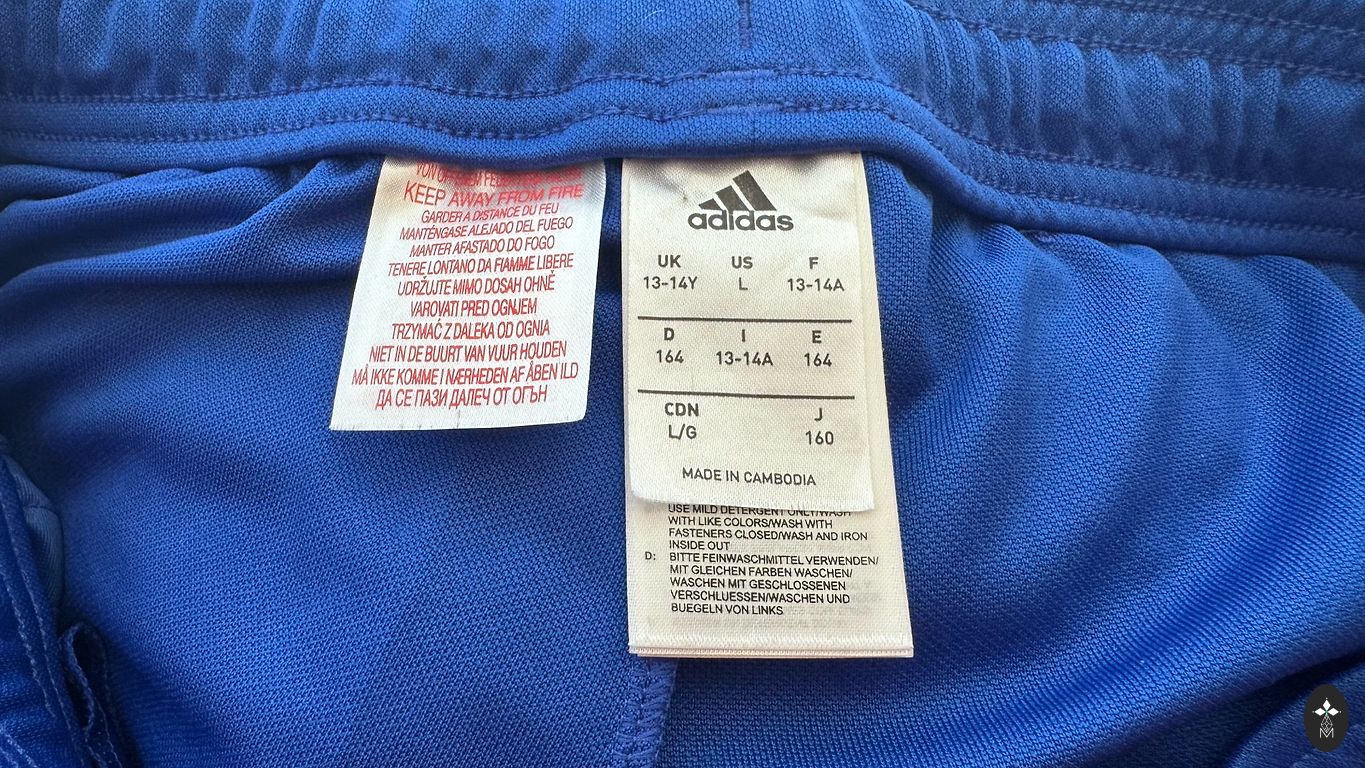 KEEP AWAY FROM FIRE
GARDER A DISTANCE DU FEU
MANTÉNGASE ALEJADO DEL FUEGO
MANTER AFASTADO DO FOGO
TENERE LONTANO DA FIAMME LIBERE
UDRŽUJTE MIMO DOSAH OHNĚ
VAROVATI PRED OGNJEM
TRZYMAĆ Z DALEKA OD OGNIA
NIET IN DE BUURT VAN VUUR HOUDEN
MÅ IKKE KOMME I NÆRHEDEN AF ÅBEN ILD
ДА СЕ ПАЗИ ДАЛЕЧ ОТ ОГЪН
adidas
UK US F
13-14Y L 13-14A
D I E
164 13-14A 164
CDN J
L/G 160
MADE IN CAMBODIA
USE MILD DETERGENT ONLY/WASH
WITH LIKE COLORS/WASH WITH
FASTENERS CLOSED/WASH AND IRON
INSIDE OUT
D: BITTE FEINWASCHMITTEL VERWENDEN/
MIT GLEICHEN FARBEN WASCHEN/
WASCHEN MIT GESCHLOSSENEN
VERSCHLUESSEN/WASCHEN UND
BUEGELN VON LINKS
M